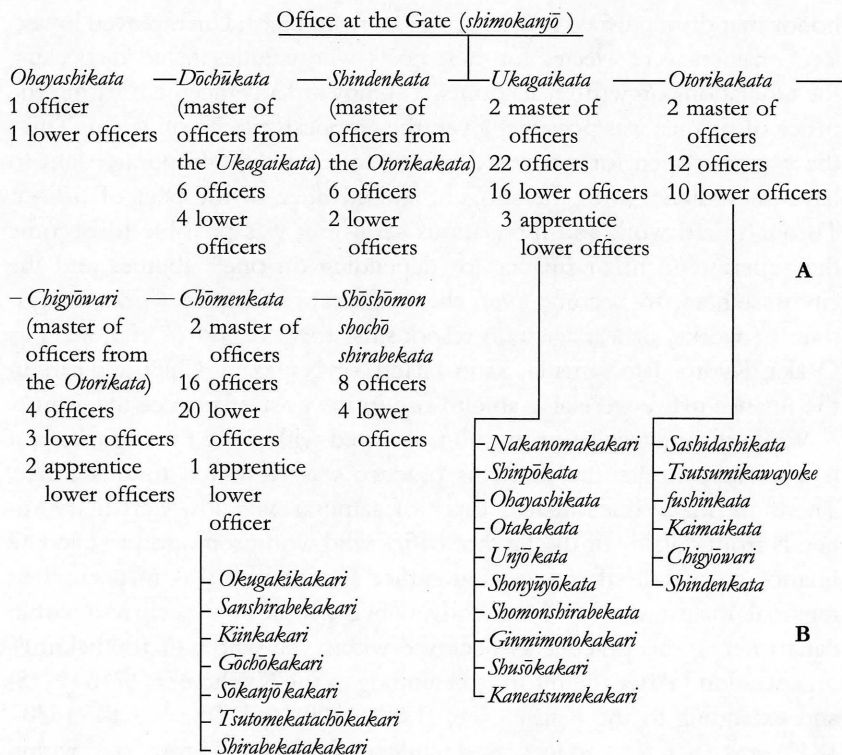 Office at the Gate (shimokanjō)
Ohayashikata — Dōchūkata — Shindenkata — Ukagaikata — Otorikakata —
1 officer (master of (master of 2 master of 2 master of
1 lower officers officers from officers from officers officers
the Ukagaikata) the Otorikakata) 22 officers 12 officers
6 officers 6 officers 16 lower officers 10 lower officers
4 lower 2 lower 3 apprentice
officers officers lower officers
A
– Chigyōwari — Chōmenkata — Shōshōmon
(master of 2 master of shochō
officers from officers shirabekata
the Otorikata) 16 officers 8 officers
4 officers 20 lower 4 lower
3 lower officers officers officers
2 apprentice 1 apprentice
lower officers lower
officer
Nakanomakakari Sashidashikata
Shinpōkata Tsutsumikawayoke
Ohayashikata fushinkata
Otakakata Kaimaikata
Unjōkata Chigyōwari
Shonyūyōkata Shindenkata
Shomonshirabekata
Ginmimonokakari
Shusōkakari
Kaneatsumekakari
B
Okugakikakari
Sanshirabekakari
Kiinkakari
Gōchōkakari
Sōkanjōkakari
Tsutomekatachōkakari
Shirabekatakakari